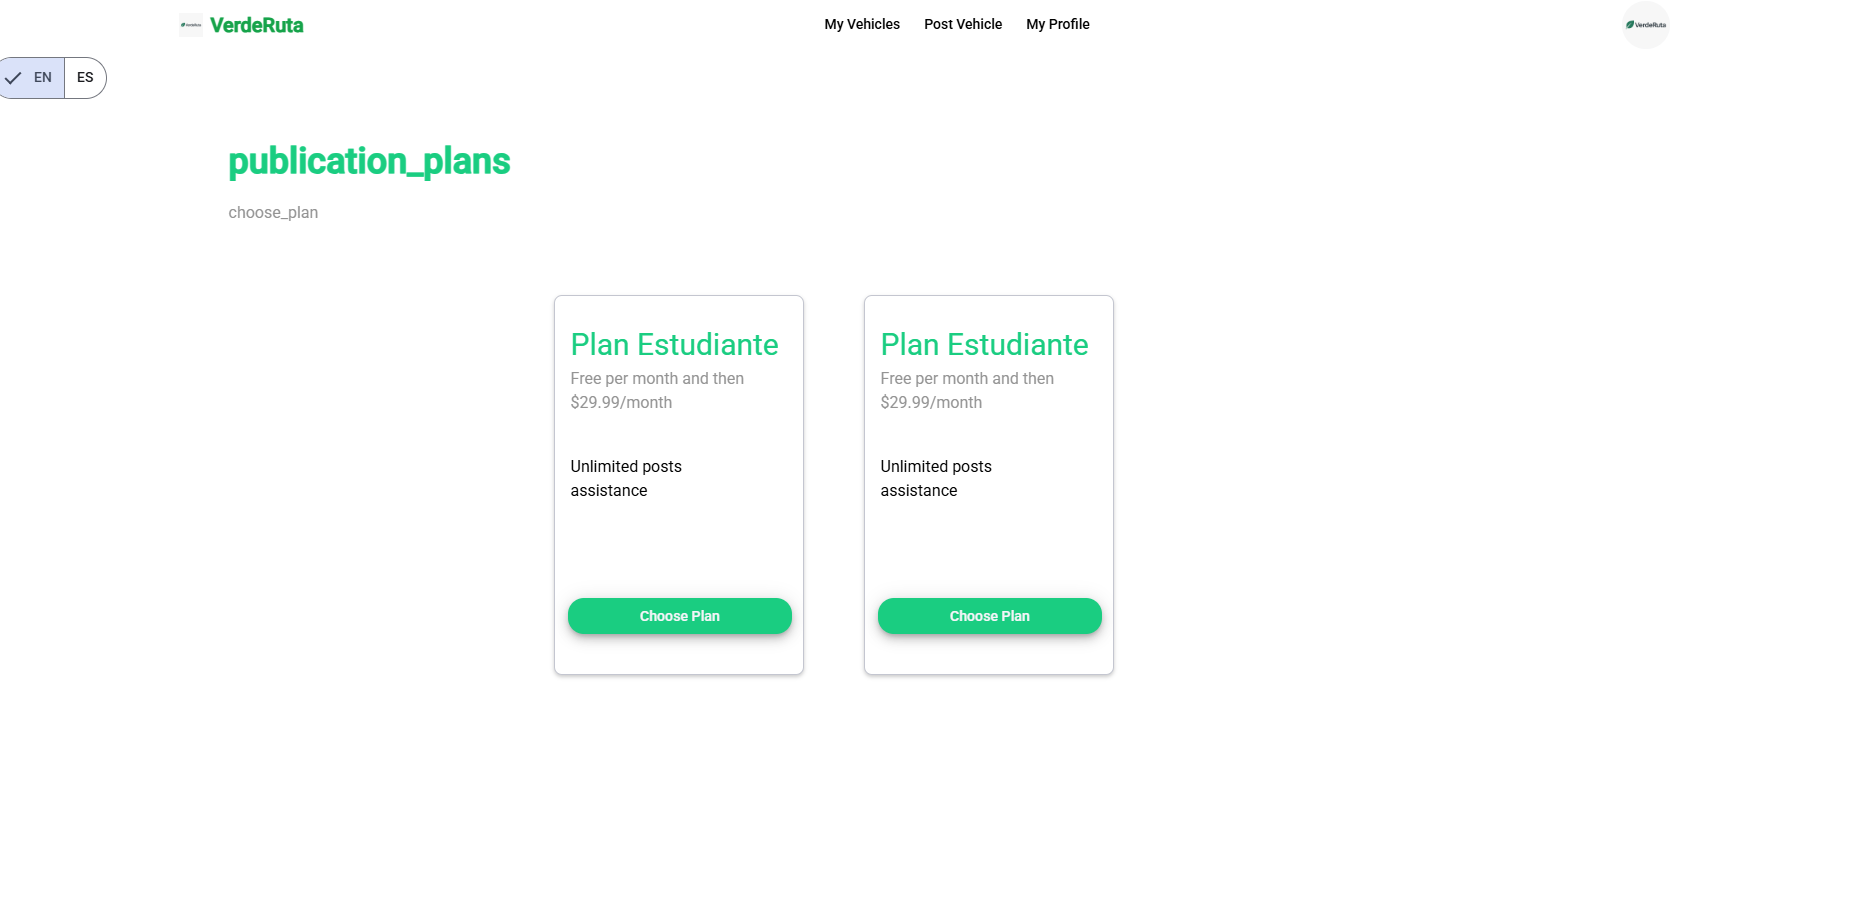 VerdeRuta
VerdeRuta
My Vehicles
Post Vehicle
My Profile
VerdeRuta
EN
ES
publication_plans
choose_plan
Plan Estudiante
Free per month and then
$29.99/month
Unlimited posts
assistance
Choose Plan
Plan Estudiante
Free per month and then
$29.99/month
Unlimited posts
assistance
Choose Plan